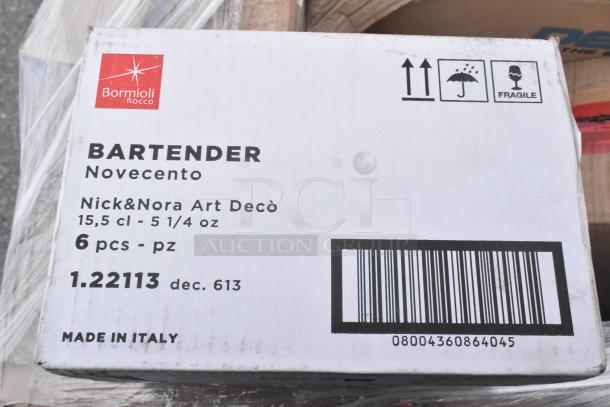 Bormioli
Rocco
FRAGILE
BARTENDER
Novecento
Nick&Nora Art Decò
15,5 cl - 5 1/4 oz
6 pcs - pz
1.22113 dec. 613
MADE IN ITALY
08004360864045
PCI
AUCTION GROUP
THE